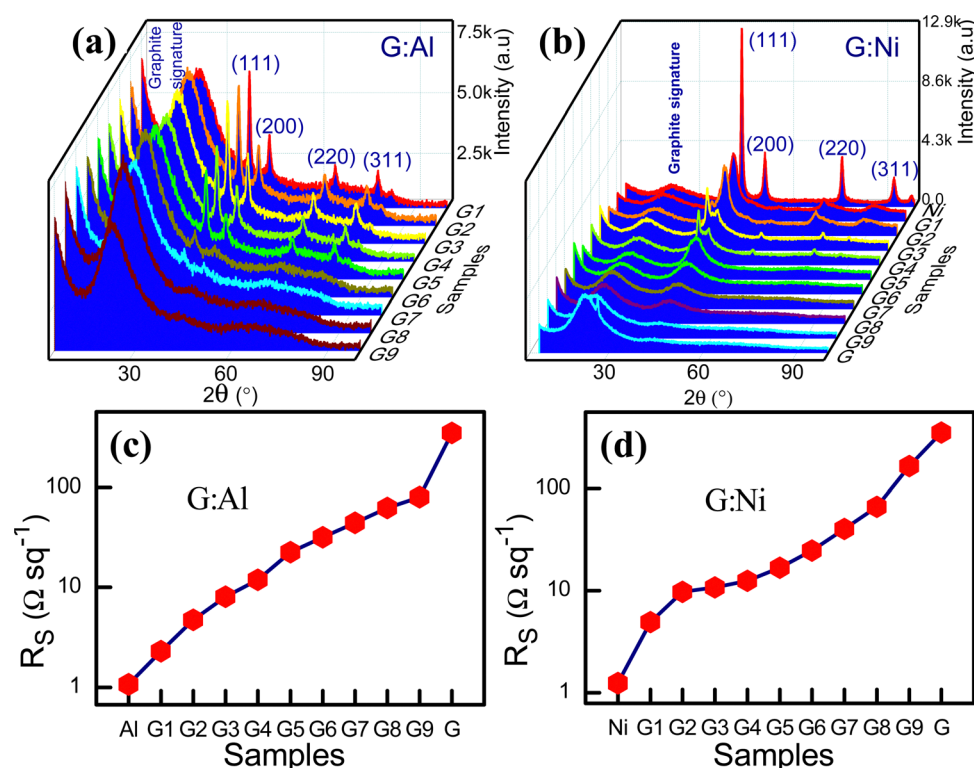 (a)
Graphite
signature
G:Al
(111)
(200)
(220)
(311)
7.5k
5.0k
2.5k
Intensity (a.u)
G1
G2
G3
G4
G5
G6
G7
G8
G9
Samples
30
60
90
2θ (°)
(b)
Graphite signature
G:Ni
(111)
(200)
(220)
(311)
12.9k
8.6k
4.3k
0.0
Intensity (a.u)
Ni
G1
G2
G3
G4
G5
G6
G7
G8
G9
G
Samples
30
60
90
2θ (°)
(c)
G:Al
100
10
1
R_S (Ω sq⁻¹)
Al G1 G2 G3 G4 G5 G6 G7 G8 G9 G
Samples
(d)
G:Ni
100
10
1
R_S (Ω sq⁻¹)
Ni G1 G2 G3 G4 G5 G6 G7 G8 G9 G
Samples